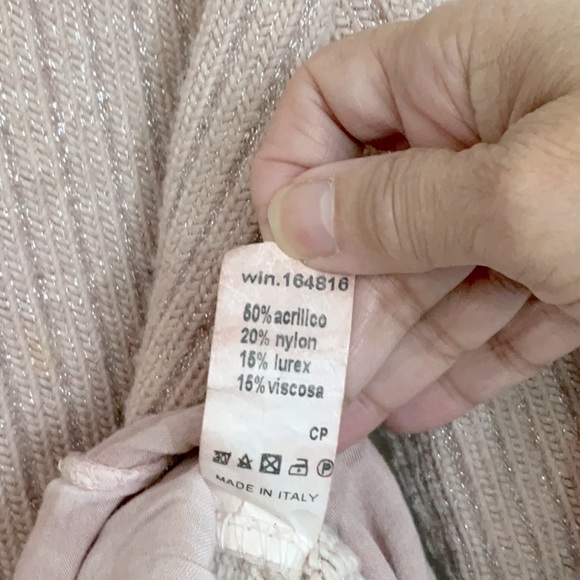 win.164816
50% acrilico
20% nylon
15% lurex
15% viscosa
CP
P
MADE IN ITALY